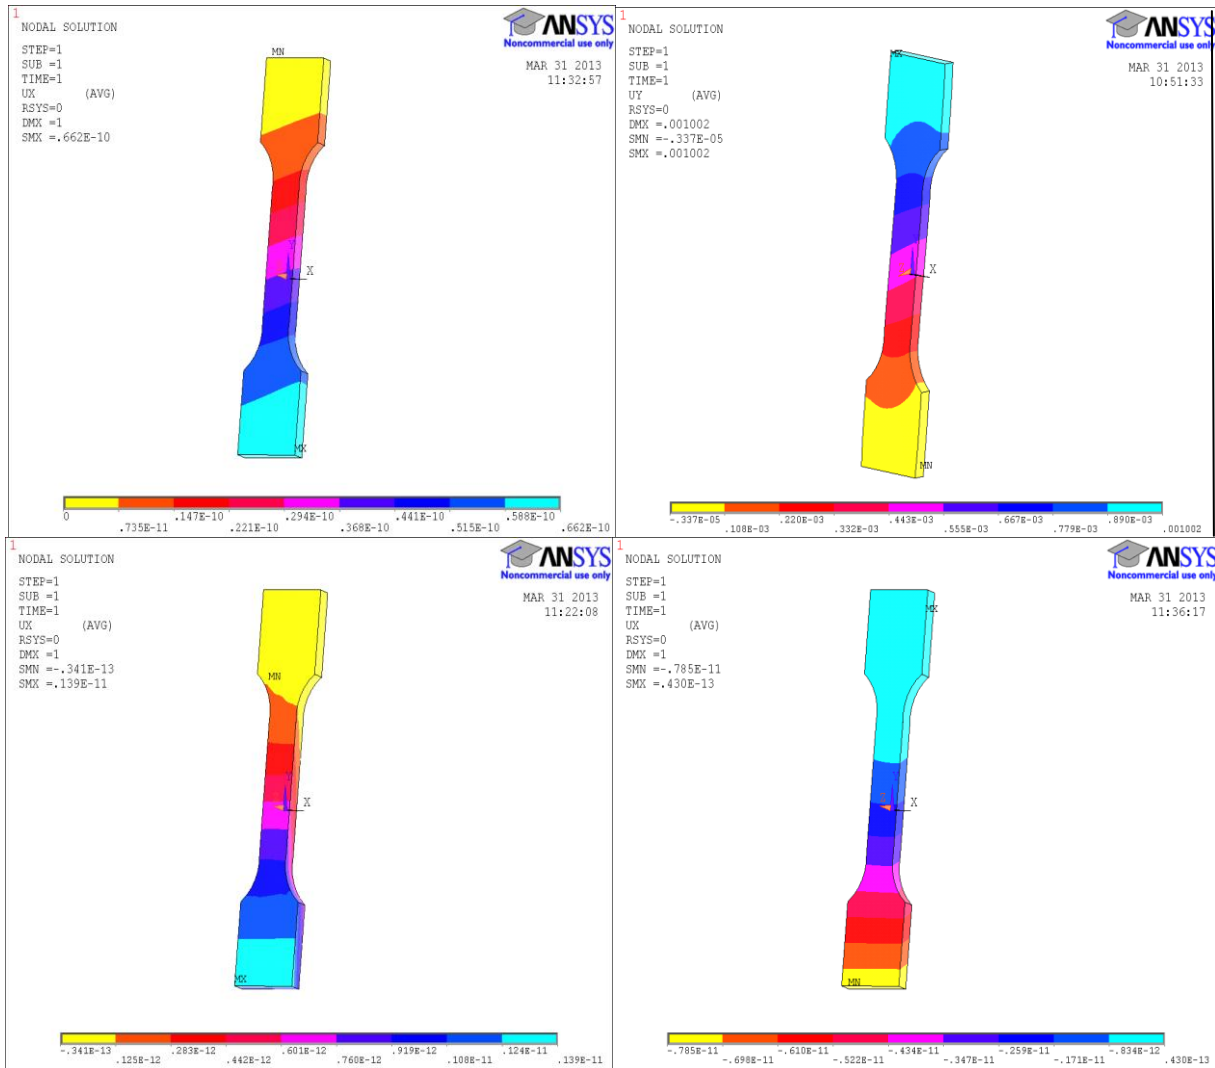 1
NODAL SOLUTION
STEP=1
SUB =1
TIME=1
UX (AVG)
RSYS=0
DMX =1
SMX =.662E-10
ANSYS
Noncommercial use only
MAR 31 2013
11:32:57
MN
X
Y
MX
0 .147E-10 .294E-10 .441E-10 .588E-10
.735E-11 .221E-10 .368E-10 .515E-10 .662E-10
1
NODAL SOLUTION
STEP=1
SUB =1
TIME=1
UY (AVG)
RSYS=0
DMX =.001002
SMN =-.337E-05
SMX =.001002
ANSYS
Noncommercial use only
MAR 31 2013
10:51:33
MX
X
MN
-.337E-05 .220E-03 .443E-03 .667E-03 .890E-03
.108E-03 .332E-03 .555E-03 .779E-03 .001002
1
NODAL SOLUTION
STEP=1
SUB =1
TIME=1
UX (AVG)
RSYS=0
DMX =1
SMN =-.341E-13
SMX =.139E-11
ANSYS
Noncommercial use only
MAR 31 2013
11:22:08
MN
Y
X
MX
-.341E-13 .283E-12 .601E-12 .919E-12 .124E-11
.125E-12 .442E-12 .760E-12 .108E-11 .139E-11
1
NODAL SOLUTION
STEP=1
SUB =1
TIME=1
UX (AVG)
RSYS=0
DMX =1
SMN =-.785E-11
SMX =.430E-13
ANSYS
Noncommercial use only
MAR 31 2013
11:36:17
MX
Y
Z
X
MN
-.785E-11 -.610E-11 -.434E-11 -.259E-11 -.834E-12
-.698E-11 -.522E-11 -.347E-11 -.171E-11 .430E-13